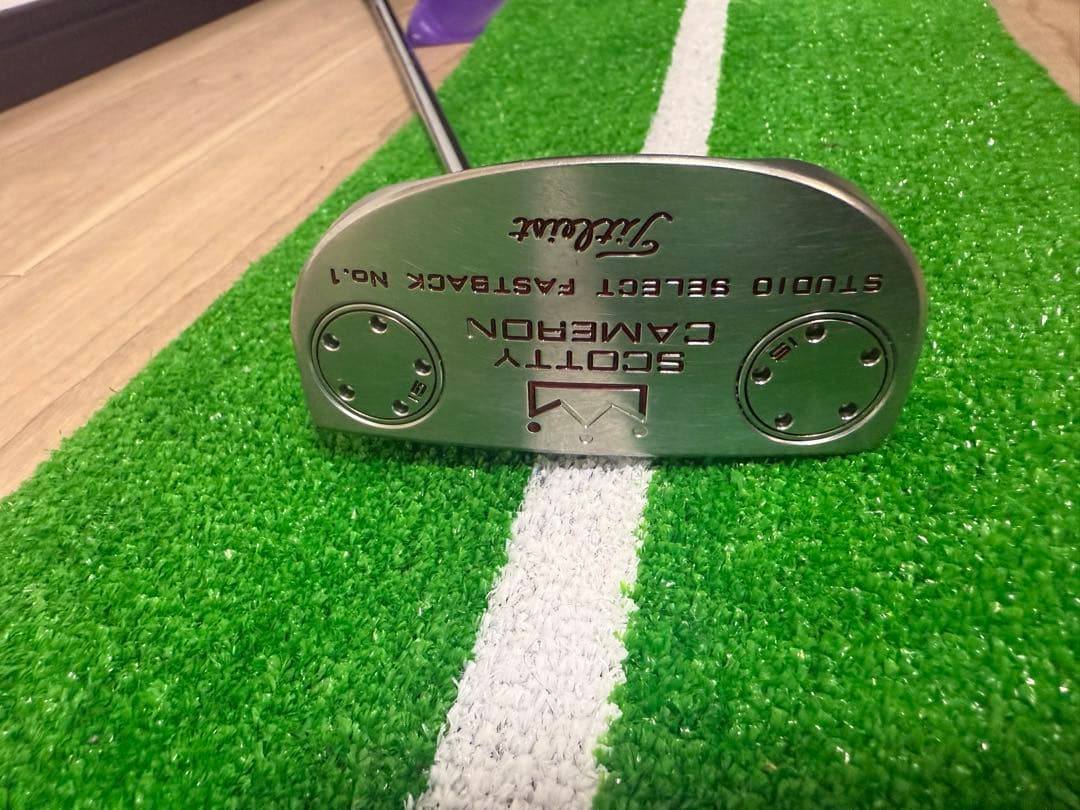 SCOTTY
CAMERON
STUDIO SELECT FASTBACK No.1
Titleist
15
15